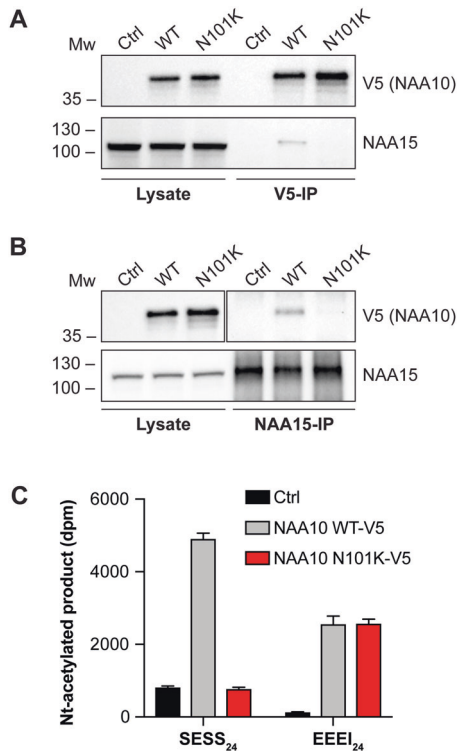 A
Mw Ctrl WT N101K Ctrl WT N101K
V5 (NAA10)
35 –
130 –
NAA15
100 –
Lysate V5-IP
B
Mw Ctrl WT N101K Ctrl WT N101K
V5 (NAA10)
35 –
130 –
NAA15
100 –
Lysate NAA15-IP
C
Nt-acetylated product (dpm)
6000
4000
2000
0
Ctrl
NAA10 WT-V5
NAA10 N101K-V5
SESS24 EEEI24